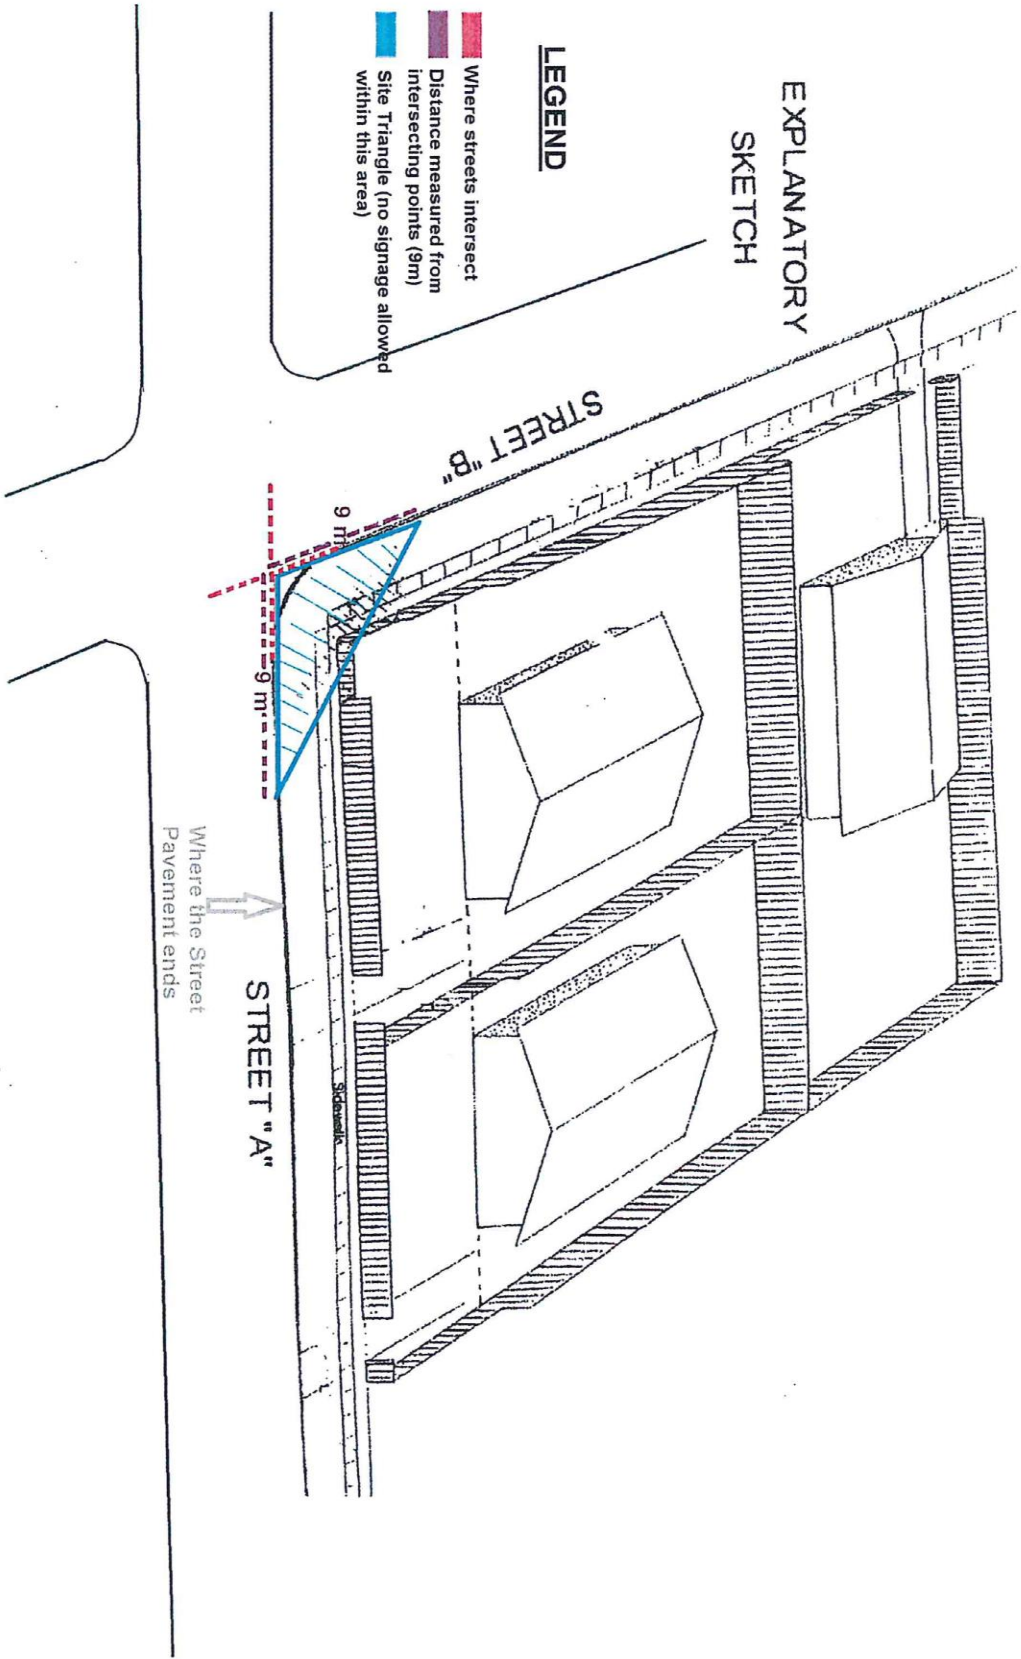 EXPLANATORY
SKETCH
LEGEND
Where streets intersect
Distance measured from
intersecting points (9m)
Site Triangle (no signage allowed
within this area)
STREET "B"
9 m
9 m
Where the Street
Pavement ends
STREET "A"
Sidewalk